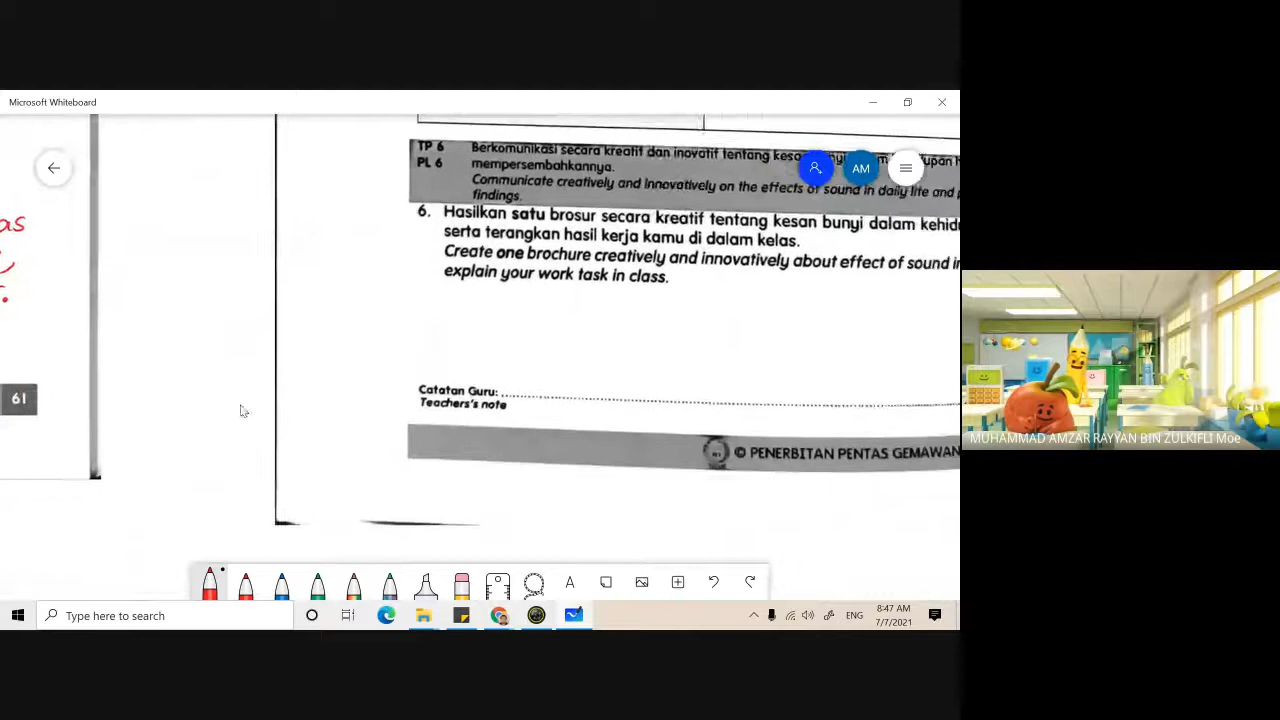 Microsoft Whiteboard
as
61
TP 6 Berkomunikasi secara kreatif dan inovatif tentang
PL 6 mempersembahkannya.
Communicate creatively and innovatively on the effects of sound in daily life and
findings.
6. Hasilkan satu brosur secara kreatif tentang kesan bunyi dalam
serta terangkan hasil kerja kamu di dalam kelas.
Create one brochure creatively and innovatively about effect of sound
explain your work task in class.
Catatan Guru:
Teachers's note
© PENERBITAN PENTAS GEMAWAN
AM
MUHAMMAD AMZAR RAYYAN BIN ZULKIFLI Moe
A
Type here to search
ENG
8:47 AM
7/7/2021